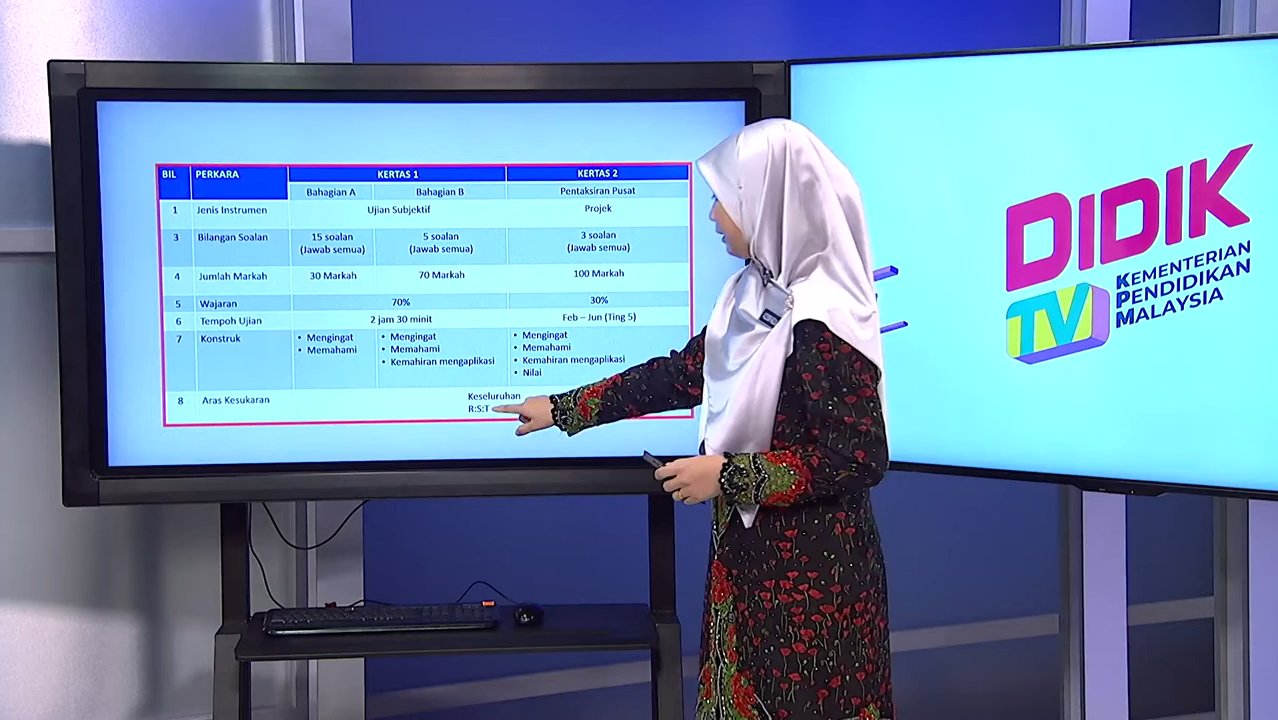 BIL PERKARA KERTAS 1 KERTAS 2
Bahagian A Bahagian B Pentaksiran Pusat
1 Jenis Instrumen Ujian Subjektif Projek
3 Bilangan Soalan 15 soalan (Jawab semua) 5 soalan (Jawab semua) 3 soalan (Jawab semua)
4 Jumlah Markah 30 Markah 70 Markah 100 Markah
5 Wajaran 70% 30%
6 Tempoh Ujian 2 jam 30 minit Feb – Jun (Ting 5)
7 Konstruk • Mengingat • Mengingat • Mengingat
• Memahami • Memahami • Memahami
• Kemahiran mengaplikasi • Kemahiran mengaplikasi
• Nilai
8 Aras Kesukaran Keseluruhan
R:S:T
DIDIK
TV
KEMENTERIAN
PENDIDIKAN
MALAYSIA